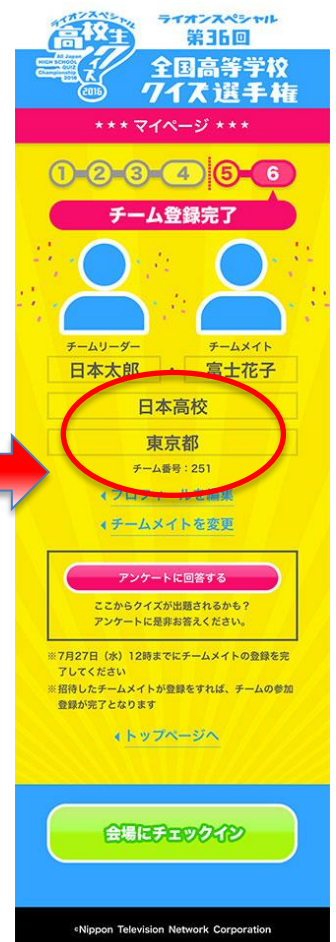 ライオンスペシャル
高校生クイズ
All Japan
HIGH SCHOOL QUIZ
Championship
2016
ライオンスペシャル
第36回
全国高等学校
クイズ選手権
★★★ マイページ ★★★
1 2 3 4 5 6
チーム登録完了
チームリーダー チームメイト
日本太郎 ・ 富士花子
日本高校
東京都
チーム番号:251
プロフィールを編集
チームメイトを変更
アンケートに回答する
ここからクイズが出題されるかも?
アンケートに是非お答えください。
※7月27日(水)12時までにチームメイトの登録を完
了してください
※招待したチームメイトが登録をすれば、チームの参加
登録が完了となります
トップページへ
会場にチェックイン
©Nippon Television Network Corporation